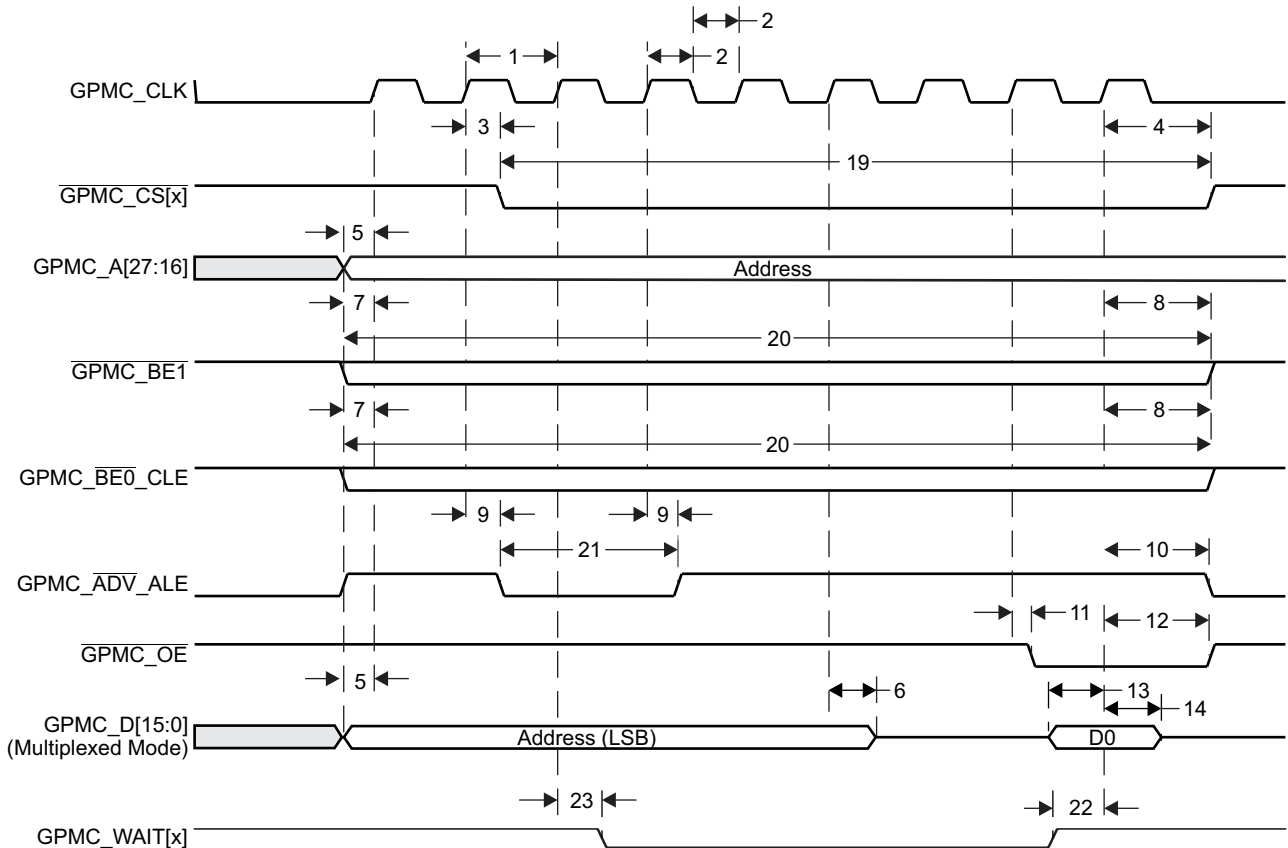 2
1
2
GPMC_CLK
3
4
19
GPMC_CS[x]
5
GPMC_A[27:16]
Address
7
8
20
GPMC_BE1
7
8
20
GPMC_BE0_CLE
9
9
21
10
GPMC_ADV_ALE
11
12
GPMC_OE
5
6
13
14
GPMC_D[15:0]
(Multiplexed Mode)
Address (LSB)
D0
23
22
GPMC_WAIT[x]